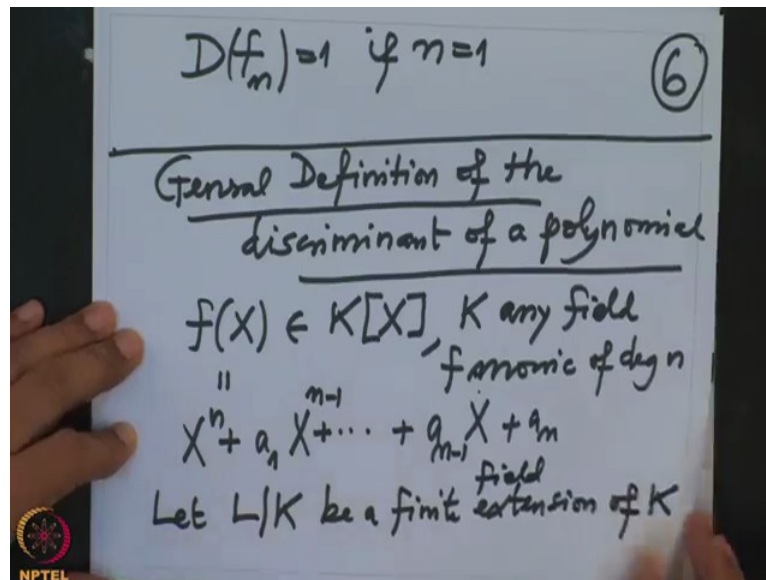 D(f_n)=1 if n=1
6
General Definition of the
discriminant of a polynomial
f(X) ∈ K[X], K any field
f monic of deg n
=
X^n + a_1 X^{n-1} + ... + a_{n-1} X + a_n
Let L|K be a finite field extension of K
NPTEL